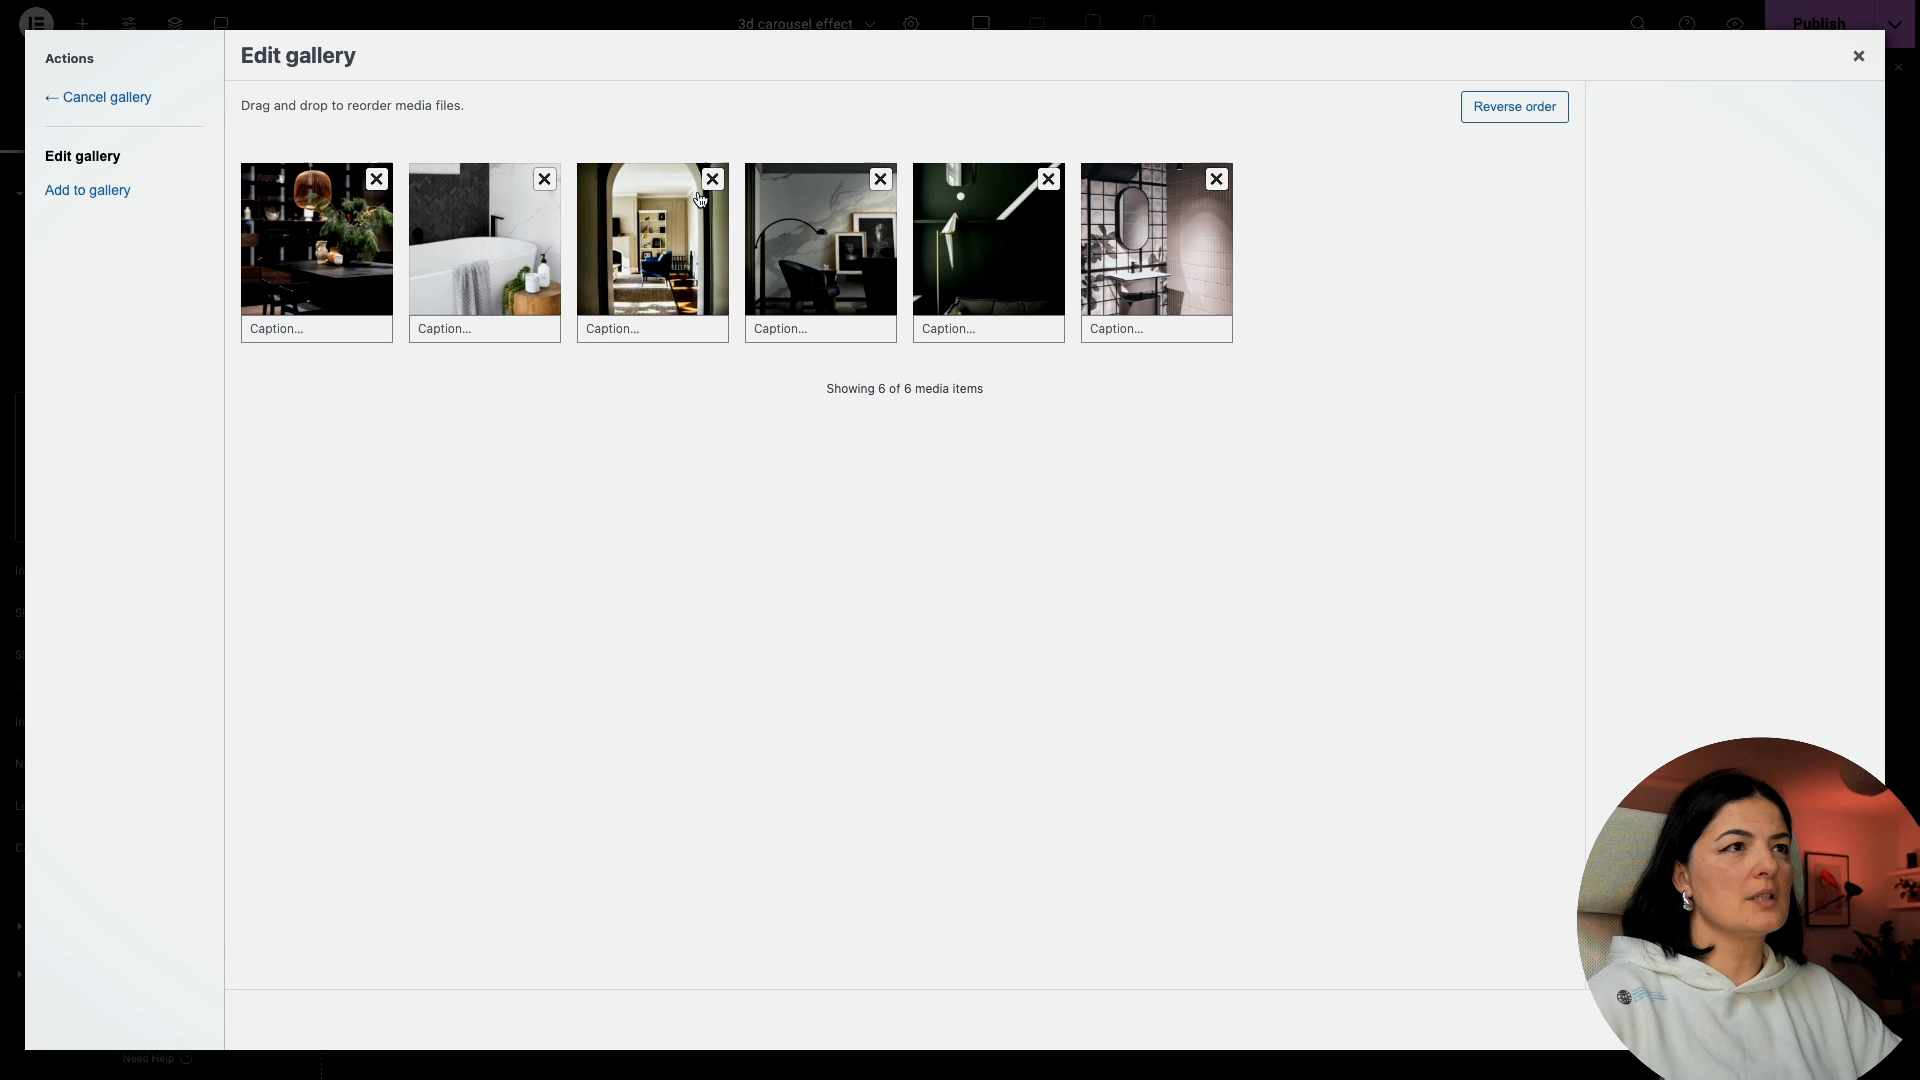 3d carousel effect
Publish
Actions
Edit gallery
← Cancel gallery
Drag and drop to reorder media files.
Reverse order
Edit gallery
Add to gallery
Caption...
Caption...
Caption...
Caption...
Caption...
Caption...
Showing 6 of 6 media items
Need Help